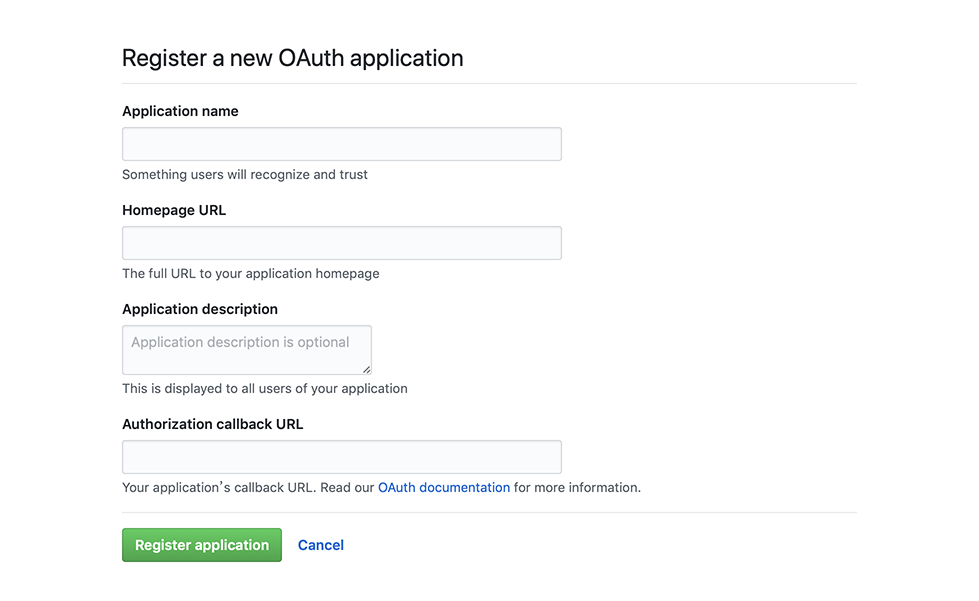 Register a new OAuth application
Application name
Something users will recognize and trust
Homepage URL
The full URL to your application homepage
Application description
Application description is optional
This is displayed to all users of your application
Authorization callback URL
Your application's callback URL. Read our OAuth documentation for more information.
Register application Cancel